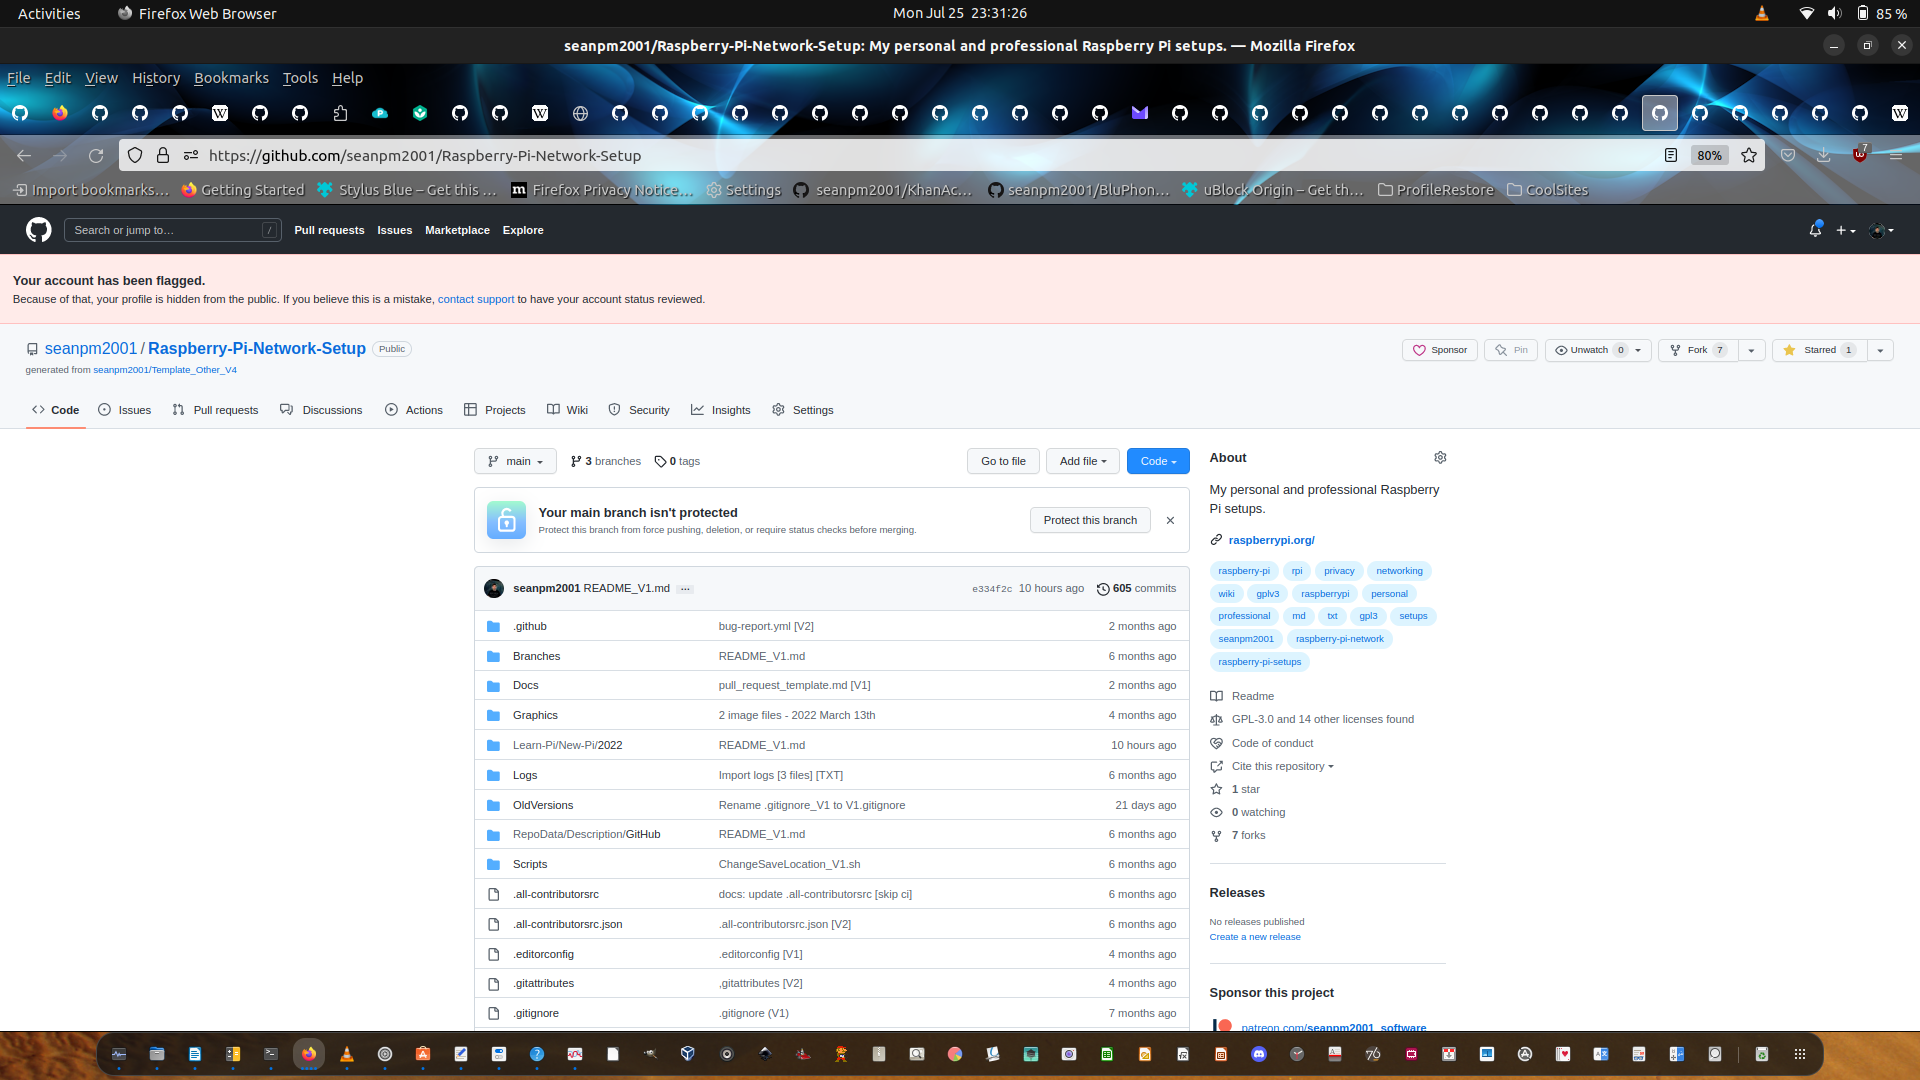 Activities
Firefox Web Browser
Mon Jul 25 23:31:26
85 %
seanpm2001/Raspberry-Pi-Network-Setup: My personal and professional Raspberry Pi setups. — Mozilla Firefox
File Edit View History Bookmarks Tools Help
https://github.com/seanpm2001/Raspberry-Pi-Network-Setup
80%
7
Import bookmarks...
Getting Started
Stylus Blue – Get this ...
Firefox Privacy Notice...
Settings
seanpm2001/KhanAc...
seanpm2001/BluPhon...
uBlock Origin – Get th...
ProfileRestore
CoolSites
Search or jump to...
/
Pull requests Issues Marketplace Explore
Your account has been flagged.
Because of that, your profile is hidden from the public. If you believe this is a mistake, contact support to have your account status reviewed.
seanpm2001 / Raspberry-Pi-Network-Setup Public
generated from seanpm2001/Template_Other_V4
Sponsor
Pin
Unwatch 0
Fork 7
Starred 1
Code Issues Pull requests Discussions Actions Projects Wiki Security Insights Settings
main
3 branches
0 tags
Go to file
Add file
Code
Your main branch isn't protected
Protect this branch from force pushing, deletion, or require status checks before merging.
Protect this branch
seanpm2001 README_V1.md ...
e334f2c 10 hours ago
605 commits
.github bug-report.yml [V2] 2 months ago
Branches README_V1.md 6 months ago
Docs pull_request_template.md [V1] 2 months ago
Graphics 2 image files - 2022 March 13th 4 months ago
Learn-Pi/New-Pi/2022 README_V1.md 10 hours ago
Logs Import logs [3 files] [TXT] 6 months ago
OldVersions Rename .gitignore_V1 to V1.gitignore 21 days ago
RepoData/Description/GitHub README_V1.md 6 months ago
Scripts ChangeSaveLocation_V1.sh 6 months ago
.all-contributorsrc docs: update .all-contributorsrc [skip ci] 6 months ago
.all-contributorsrc.json .all-contributorsrc.json [V2] 6 months ago
.editorconfig .editorconfig [V1] 4 months ago
.gitattributes ,gitattributes [V2] 4 months ago
.gitignore .gitignore (V1) 7 months ago
About
My personal and professional Raspberry
Pi setups.
raspberrypi.org/
raspberry-pi rpi privacy networking
wiki gplv3 raspberrypi personal
professional md txt gpl3 setups
seanpm2001 raspberry-pi-network
raspberry-pi-setups
Readme
GPL-3.0 and 14 other licenses found
Code of conduct
Cite this repository
1 star
0 watching
7 forks
Releases
No releases published
Create a new release
Sponsor this project
patreon.com/seanpm2001_software